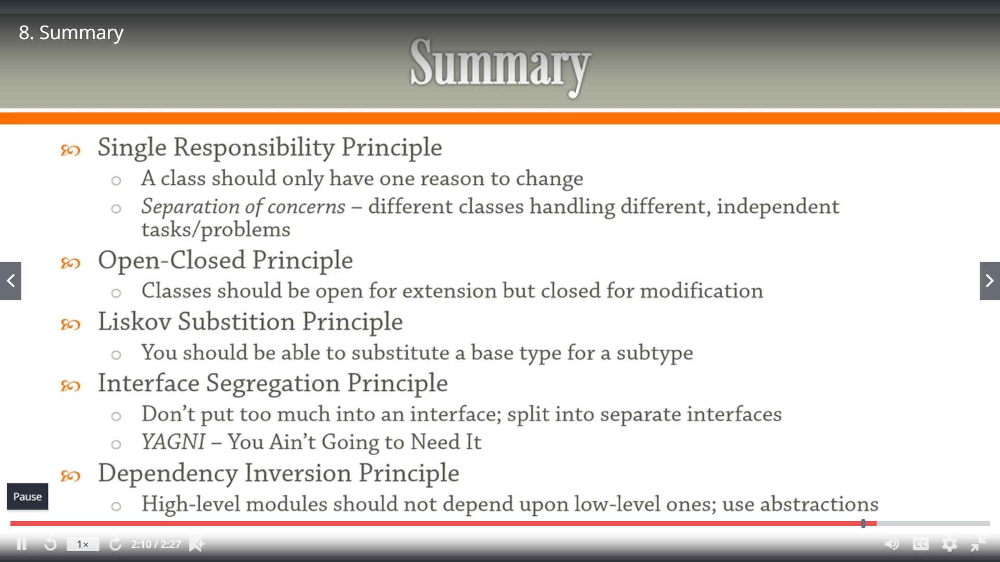 8. Summary
Summary
Single Responsibility Principle
A class should only have one reason to change
Separation of concerns – different classes handling different, independent
tasks/problems
Open-Closed Principle
Classes should be open for extension but closed for modification
Liskov Substition Principle
You should be able to substitute a base type for a subtype
Interface Segregation Principle
Don’t put too much into an interface; split into separate interfaces
YAGNI – You Ain’t Going to Need It
Dependency Inversion Principle
High-level modules should not depend upon low-level ones; use abstractions
Pause
1×
2:10 / 2:27
CC